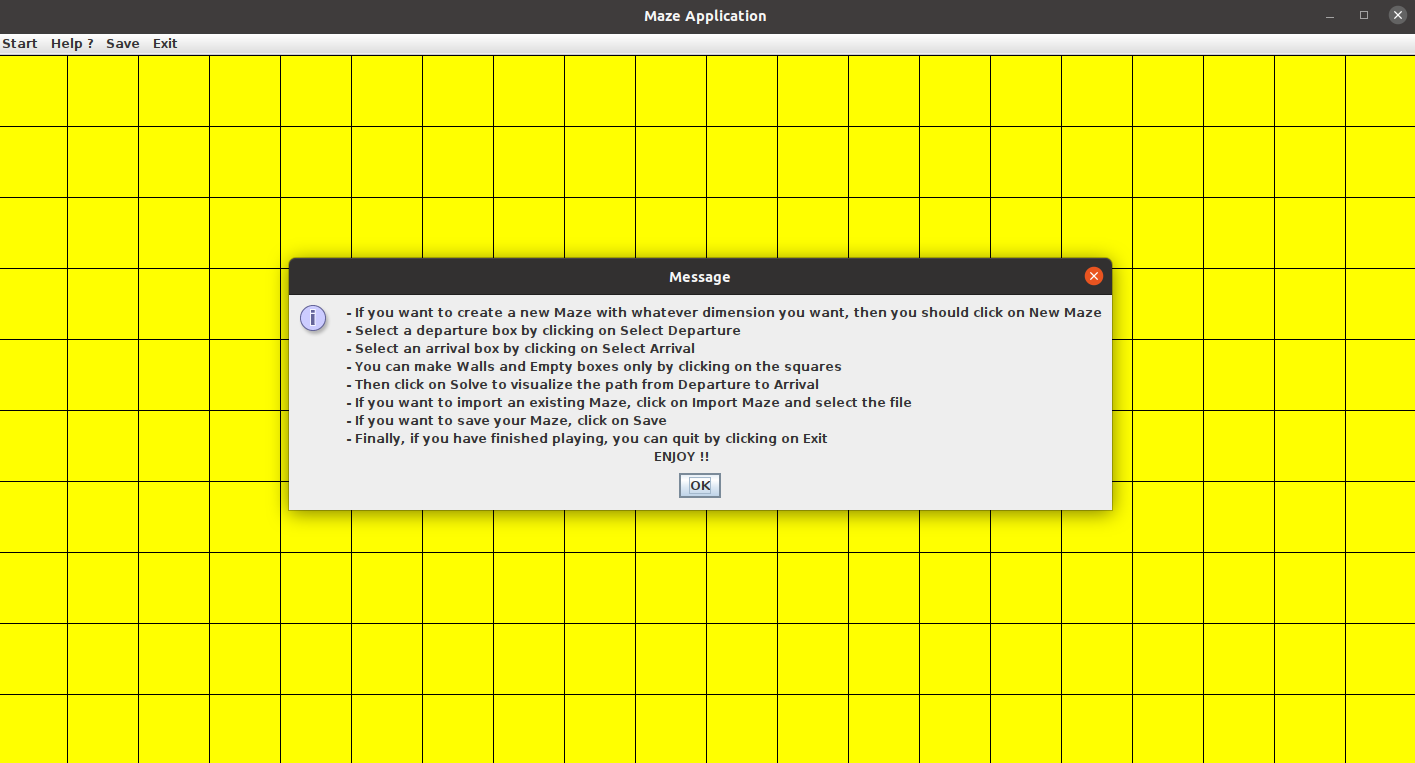 Maze Application
Start Help ? Save Exit
Message
- If you want to create a new Maze with whatever dimension you want, then you should click on New Maze
- Select a departure box by clicking on Select Departure
- Select an arrival box by clicking on Select Arrival
- You can make Walls and Empty boxes only by clicking on the squares
- Then click on Solve to visualize the path from Departure to Arrival
- If you want to import an existing Maze, click on Import Maze and select the file
- If you want to save your Maze, click on Save
- Finally, if you have finished playing, you can quit by clicking on Exit
ENJOY !!
OK